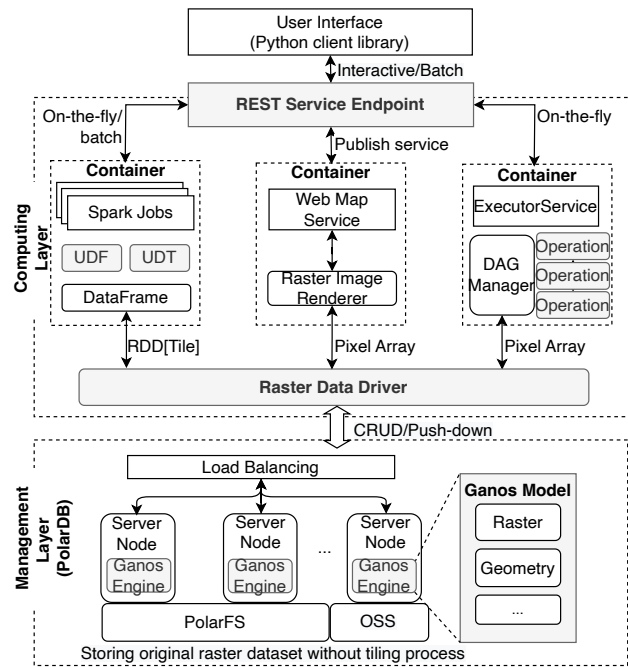 User Interface
(Python client library)
Interactive/Batch
REST Service Endpoint
On-the-fly/
batch
Publish service
On-the-fly
Computing
Layer
Container
Spark Jobs
UDF
UDT
DataFrame
Container
Web Map
Service
Raster Image
Renderer
Container
ExecutorService
DAG
Manager
Operation
Operation
Operation
RDD[Tile]
Pixel Array
Pixel Array
Raster Data Driver
CRUD/Push-down
Management
Layer
(PolarDB)
Load Balancing
Server
Node
Ganos
Engine
Server
Node
Ganos
Engine
...
Server
Node
Ganos
Engine
Ganos Model
Raster
Geometry
...
PolarFS
OSS
Storing original raster dataset without tiling process